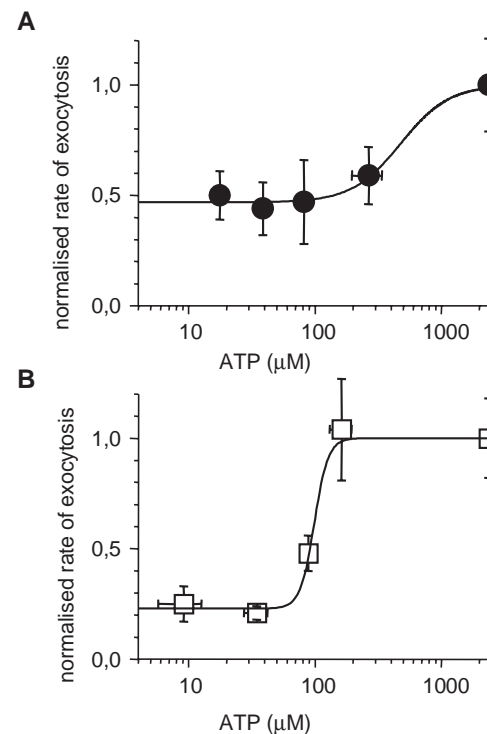 A
normalised rate of exocytosis
1,0
0,5
0,0
10 100 1000
ATP (μM)
B
normalised rate of exocytosis
1,0
0,5
0,0
10 100 1000
ATP (μM)